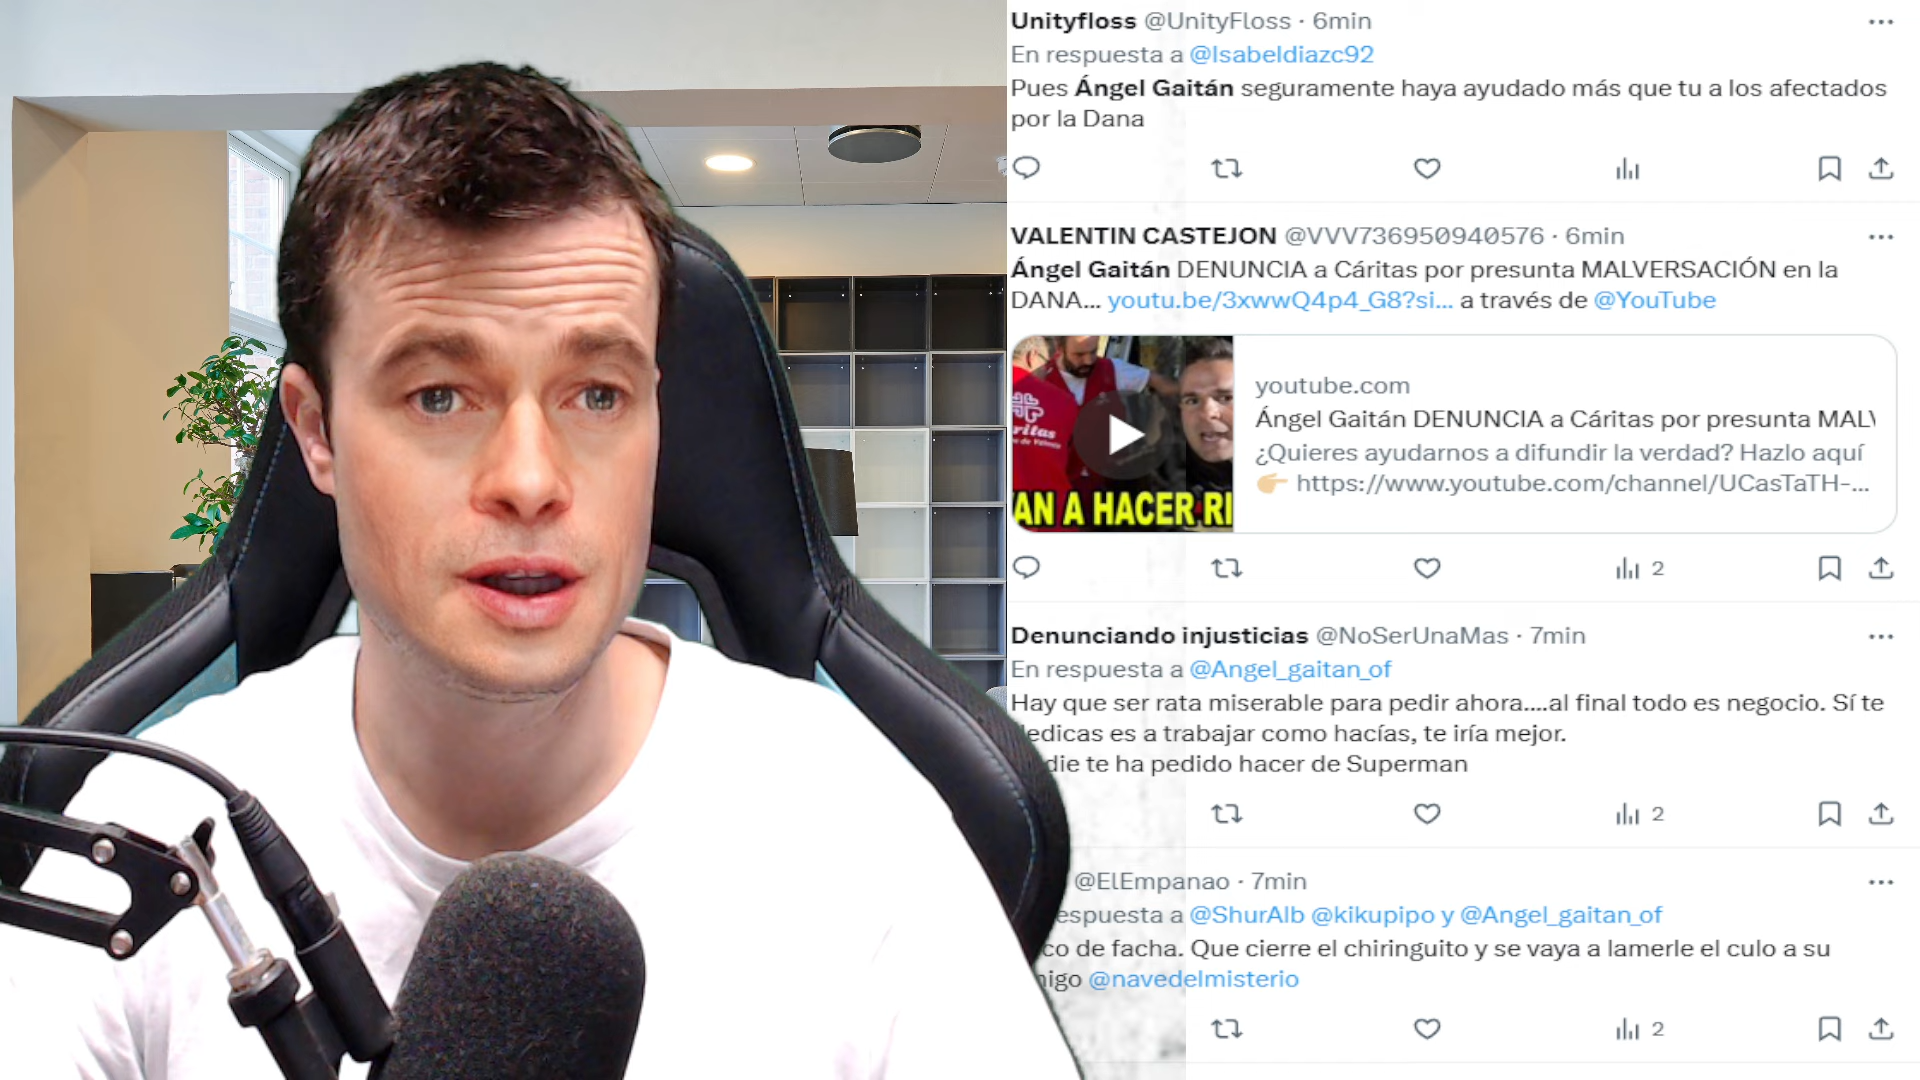 Unityfloss @UnityFloss · 6min
En respuesta a @Isabeldiazc92
Pues Ángel Gaitán seguramente haya ayudado más que tu a los afectados
por la Dana
VALENTIN CASTEJON @VVV736950940576 · 6min
Ángel Gaitán DENUNCIA a Cáritas por presunta MALVERSACIÓN en la
DANA... youtu.be/3xwwQ4p4_G8?si... a través de @YouTube
ritas
AN A HACER RI
youtube.com
Ángel Gaitán DENUNCIA a Cáritas por presunta MALV
¿Quieres ayudarnos a difundir la verdad? Hazlo aquí
👉 https://www.youtube.com/channel/UCasTaTH-...
2
Denunciando injusticias @NoSerUnaMas · 7min
En respuesta a @Angel_gaitan_of
Hay que ser rata miserable para pedir ahora....al final todo es negocio. Sí te
edicas es a trabajar como hacías, te iría mejor.
die te ha pedido hacer de Superman
2
@ElEmpanao · 7min
espuesta a @ShurAlb @kikupipo y @Angel_gaitan_of
co de facha. Que cierre el chiringuito y se vaya a lamerle el culo a su
igo @navedelmisterio
2